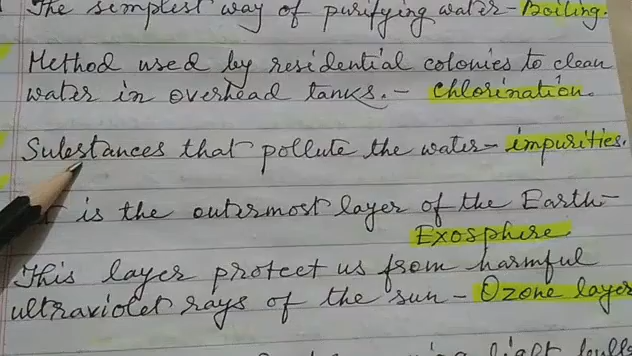 The simplest way of purifying water - Boiling.
Method used by residential colonies to clean
water in overhead tanks. - Chlorination.
Substances that pollute the water - impurities.
is the outermost layer of the Earth -
Exosphere.
This layer protect us from harmful
ultraviolet rays of the sun - Ozone layer
light